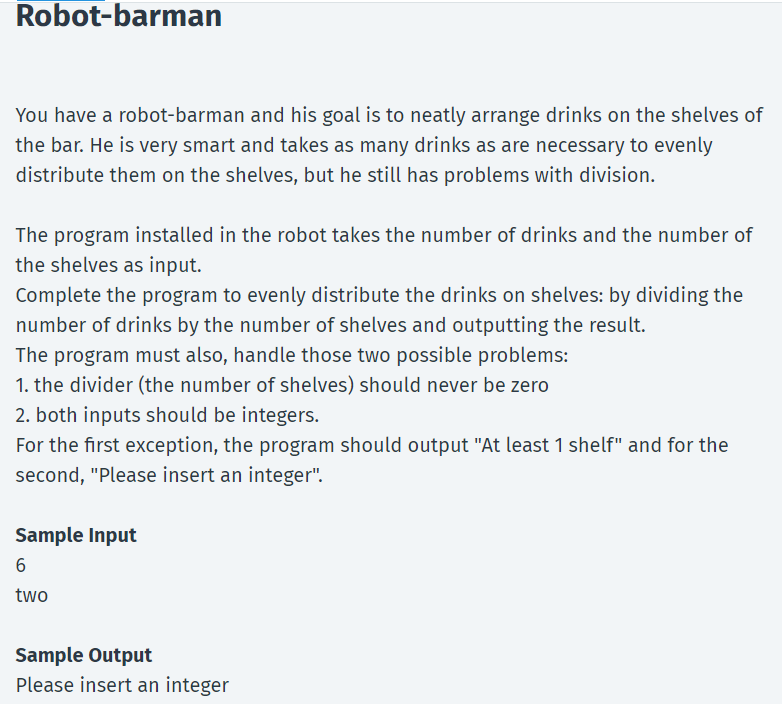 Robot-barman
You have a robot-barman and his goal is to neatly arrange drinks on the shelves of
the bar. He is very smart and takes as many drinks as are necessary to evenly
distribute them on the shelves, but he still has problems with division.
The program installed in the robot takes the number of drinks and the number of
the shelves as input.
Complete the program to evenly distribute the drinks on shelves: by dividing the
number of drinks by the number of shelves and outputting the result.
The program must also, handle those two possible problems:
1. the divider (the number of shelves) should never be zero
2. both inputs should be integers.
For the first exception, the program should output "At least 1 shelf" and for the
second, "Please insert an integer".
Sample Input
6
two
Sample Output
Please insert an integer